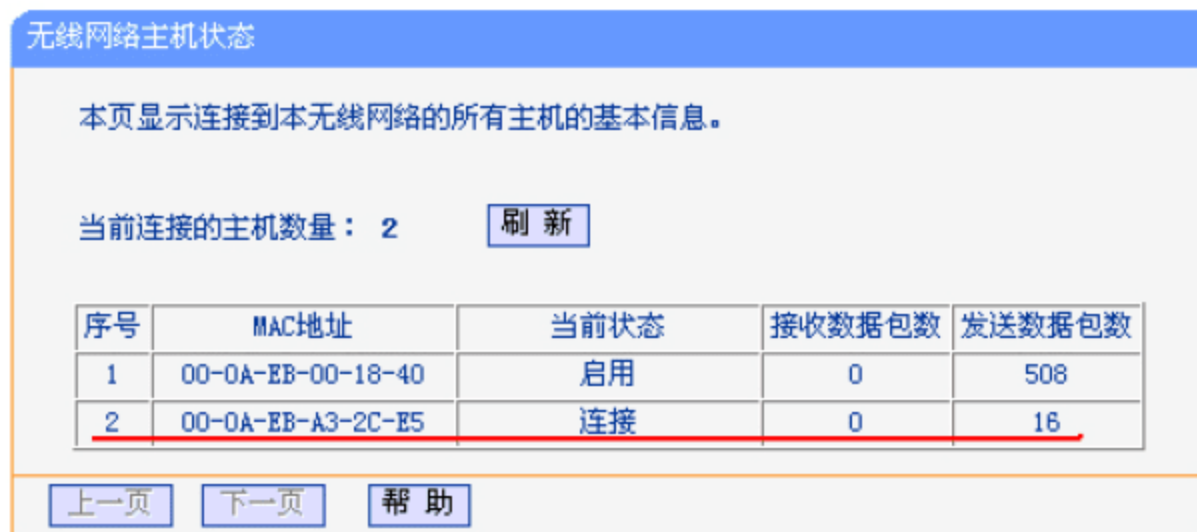 无线网络主机状态
本页显示连接到本无线网络的所有主机的基本信息。
当前连接的主机数量： 2 刷 新
序号 MAC地址 当前状态 接收数据包数 发送数据包数
1 00-0A-EB-00-18-40 启用 0 508
2 00-0A-EB-A3-2C-E5 连接 0 16
上一页 下一页 帮 助